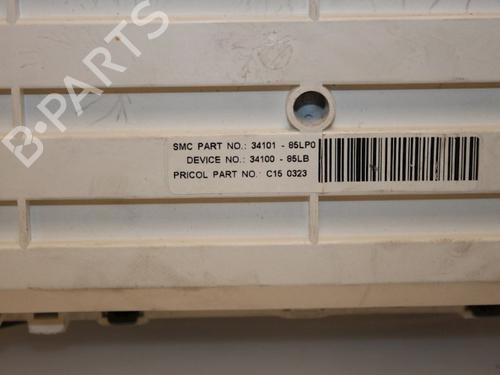 B-PARTS
SMC PART NO.: 34101 - 85LP0
DEVICE NO.: 34100 - 85LB
PRICOL PART NO.: C15 0323